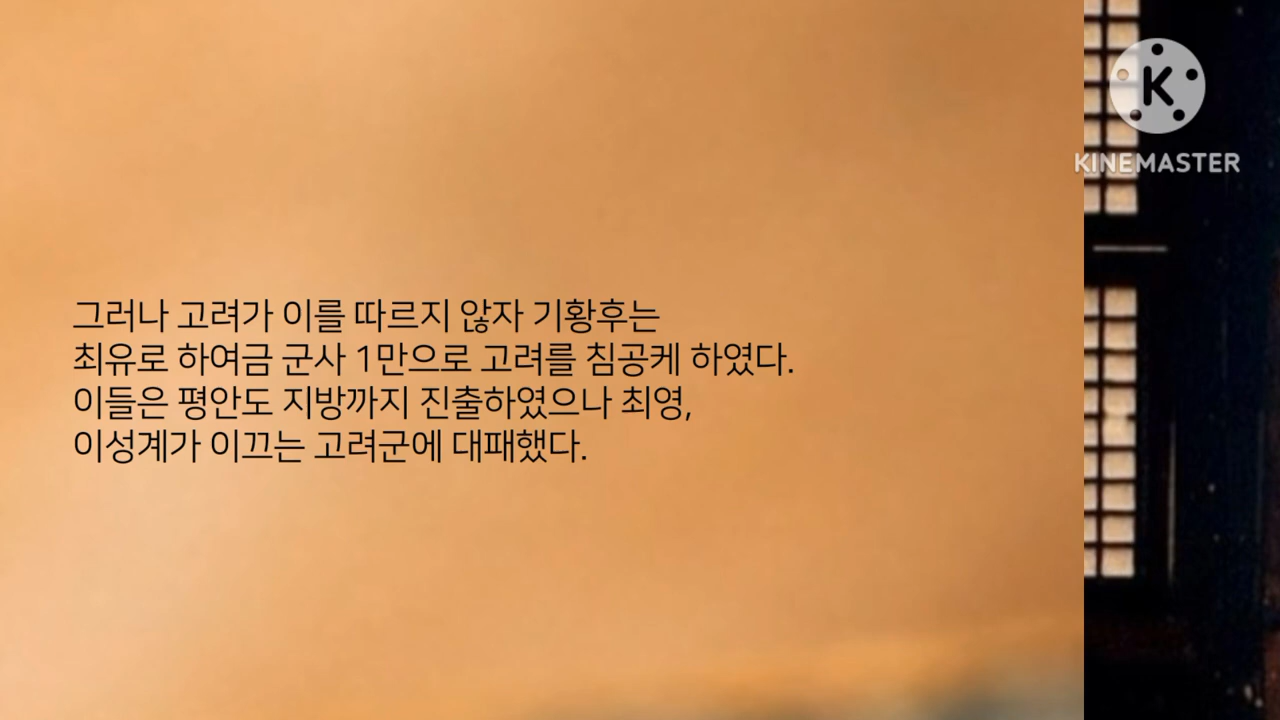 그러나 고려가 이를 따르지 않자 기황후는
최유로 하여금 군사 1만으로 고려를 침공케 하였다.
이들은 평안도 지방까지 진출하였으나 최영,
이성계가 이끄는 고려군에 대패했다.
K
KINEMASTER